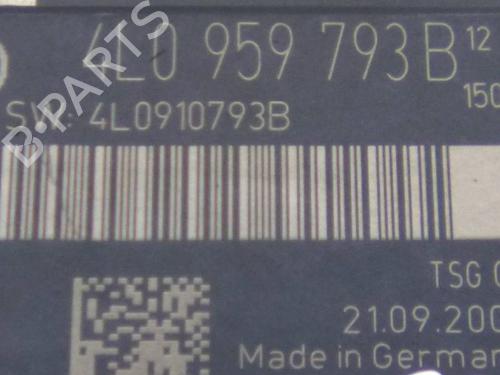 4L0 959 793 B 12
150
SW: 4L0910793B
TSG
21.09.200
Made in German
B-PARTS